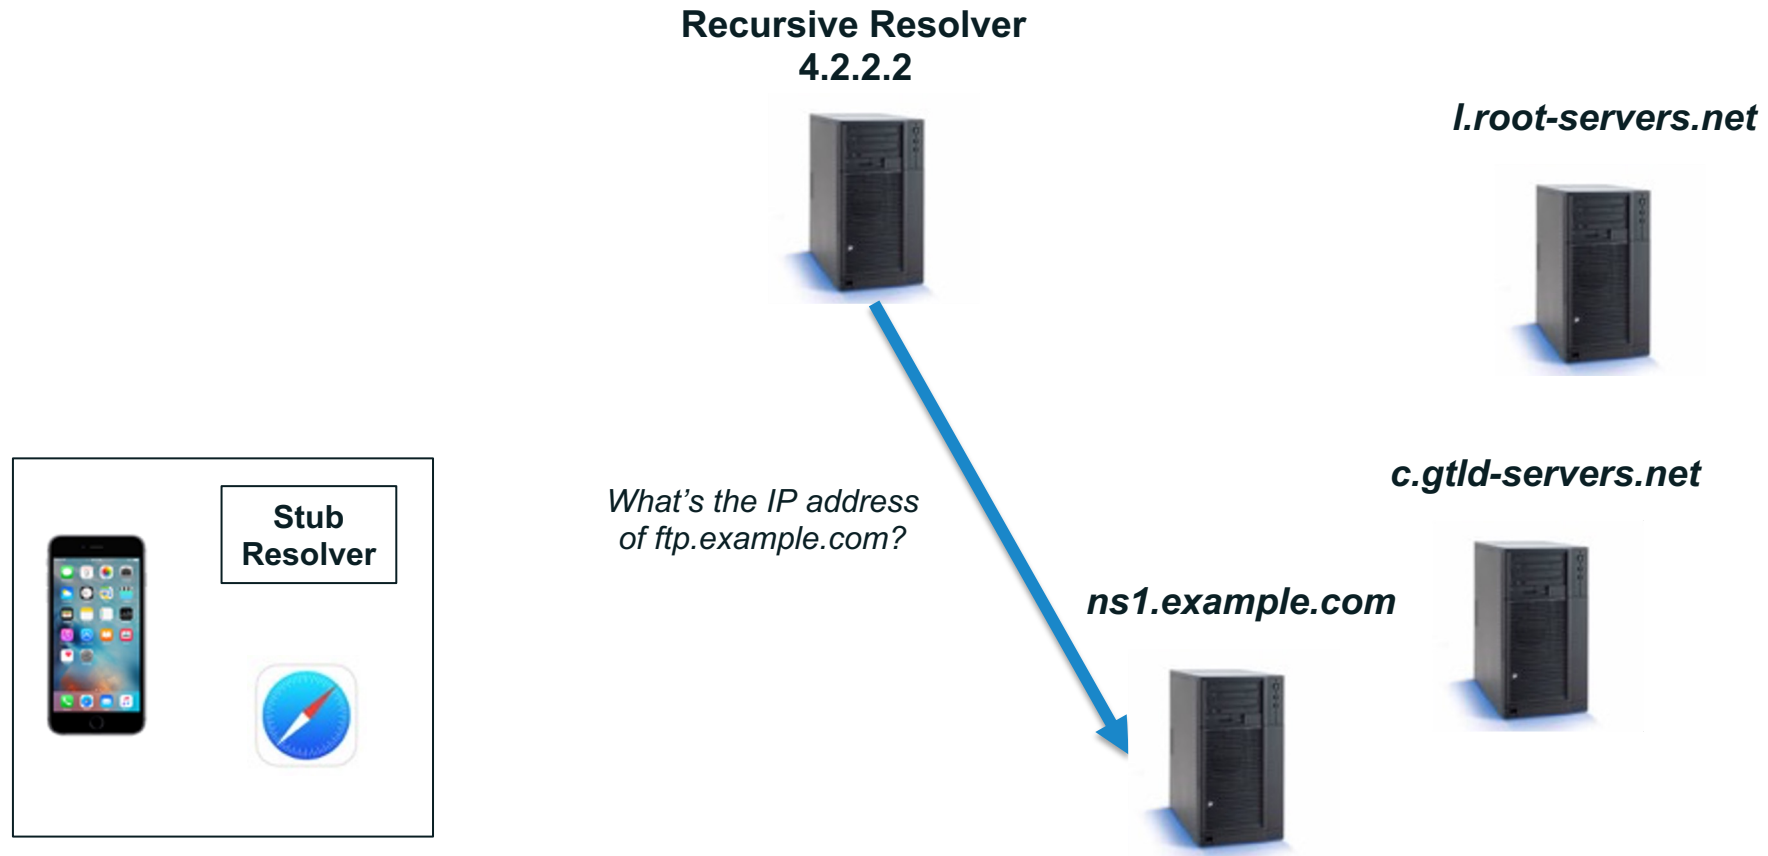 Recursive Resolver
4.2.2.2
l.root-servers.net
c.gtld-servers.net
Stub
Resolver
What’s the IP address
of ftp.example.com?
ns1.example.com